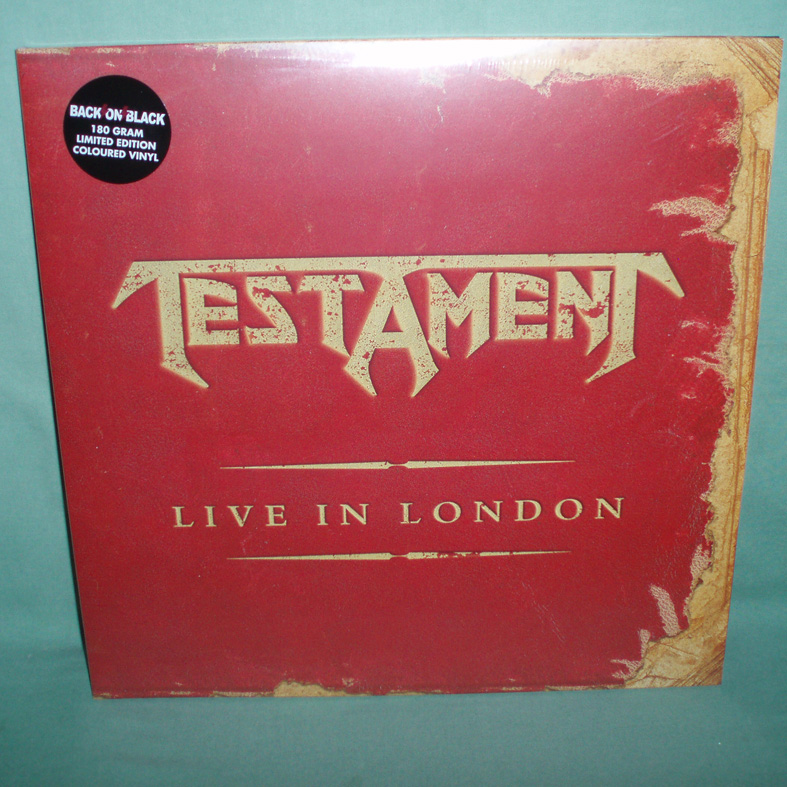 BACK ON BLACK
180 GRAM
LIMITED EDITION
COLOURED VINYL
TESTAMENT
LIVE IN LONDON